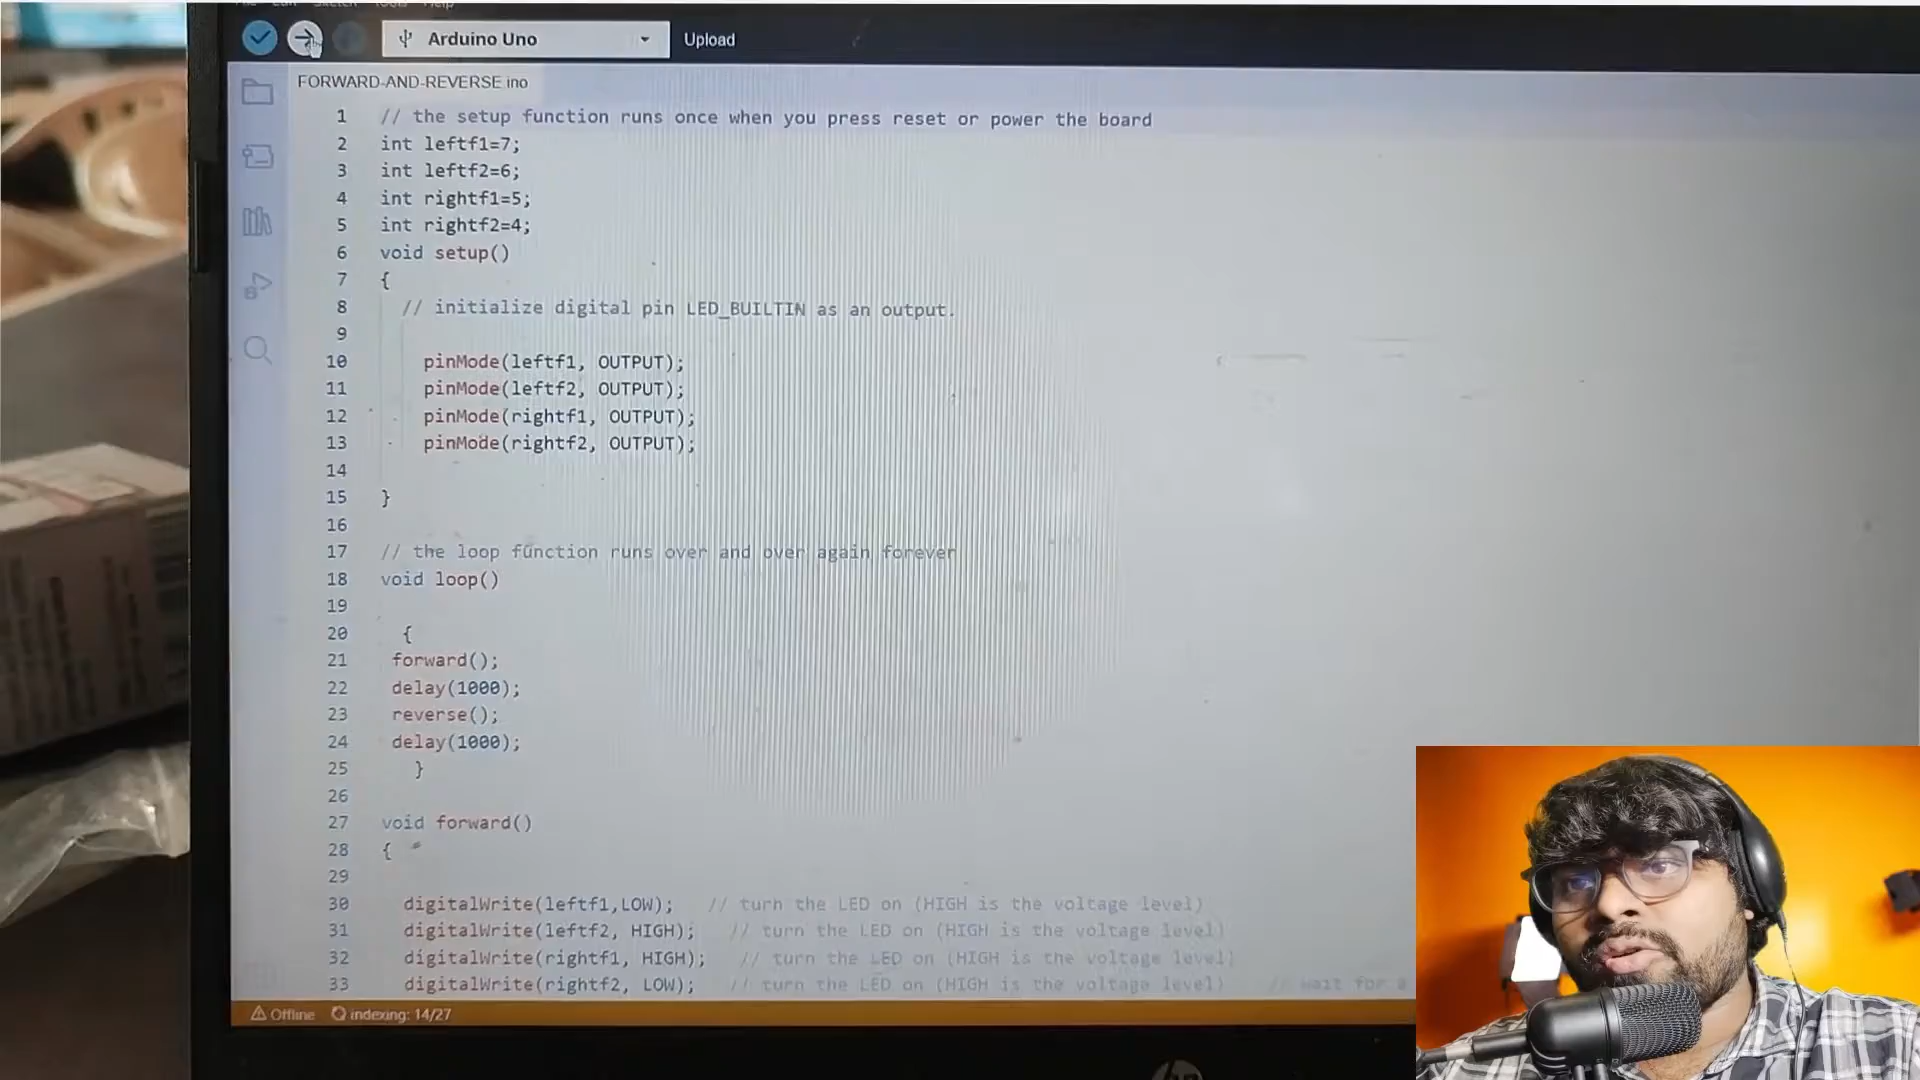 Arduino Uno
Upload
FORWARD-AND-REVERSE.ino
1 // the setup function runs once when you press reset or power the board
2 int leftf1=7;
3 int leftf2=6;
4 int rightf1=5;
5 int rightf2=4;
6 void setup()
7 {
8 // initialize digital pin LED_BUILTIN as an output.
9
10 pinMode(leftf1, OUTPUT);
11 pinMode(leftf2, OUTPUT);
12 pinMode(rightf1, OUTPUT);
13 pinMode(rightf2, OUTPUT);
14
15 }
16
17 // the loop function runs over and over again forever
18 void loop()
19
20 {
21 forward();
22 delay(1000);
23 reverse();
24 delay(1000);
25 }
26
27 void forward()
28 {
29
30 digitalWrite(leftf1,LOW); // turn the LED on (HIGH is the voltage level)
31 digitalWrite(leftf2, HIGH); // turn the LED on (HIGH is the voltage level)
32 digitalWrite(rightf1, HIGH); // turn the LED on (HIGH is the voltage level)
33 digitalWrite(rightf2, LOW); // turn the LED on (HIGH is the voltage level) // wait for a
Offline indexing: 14/27